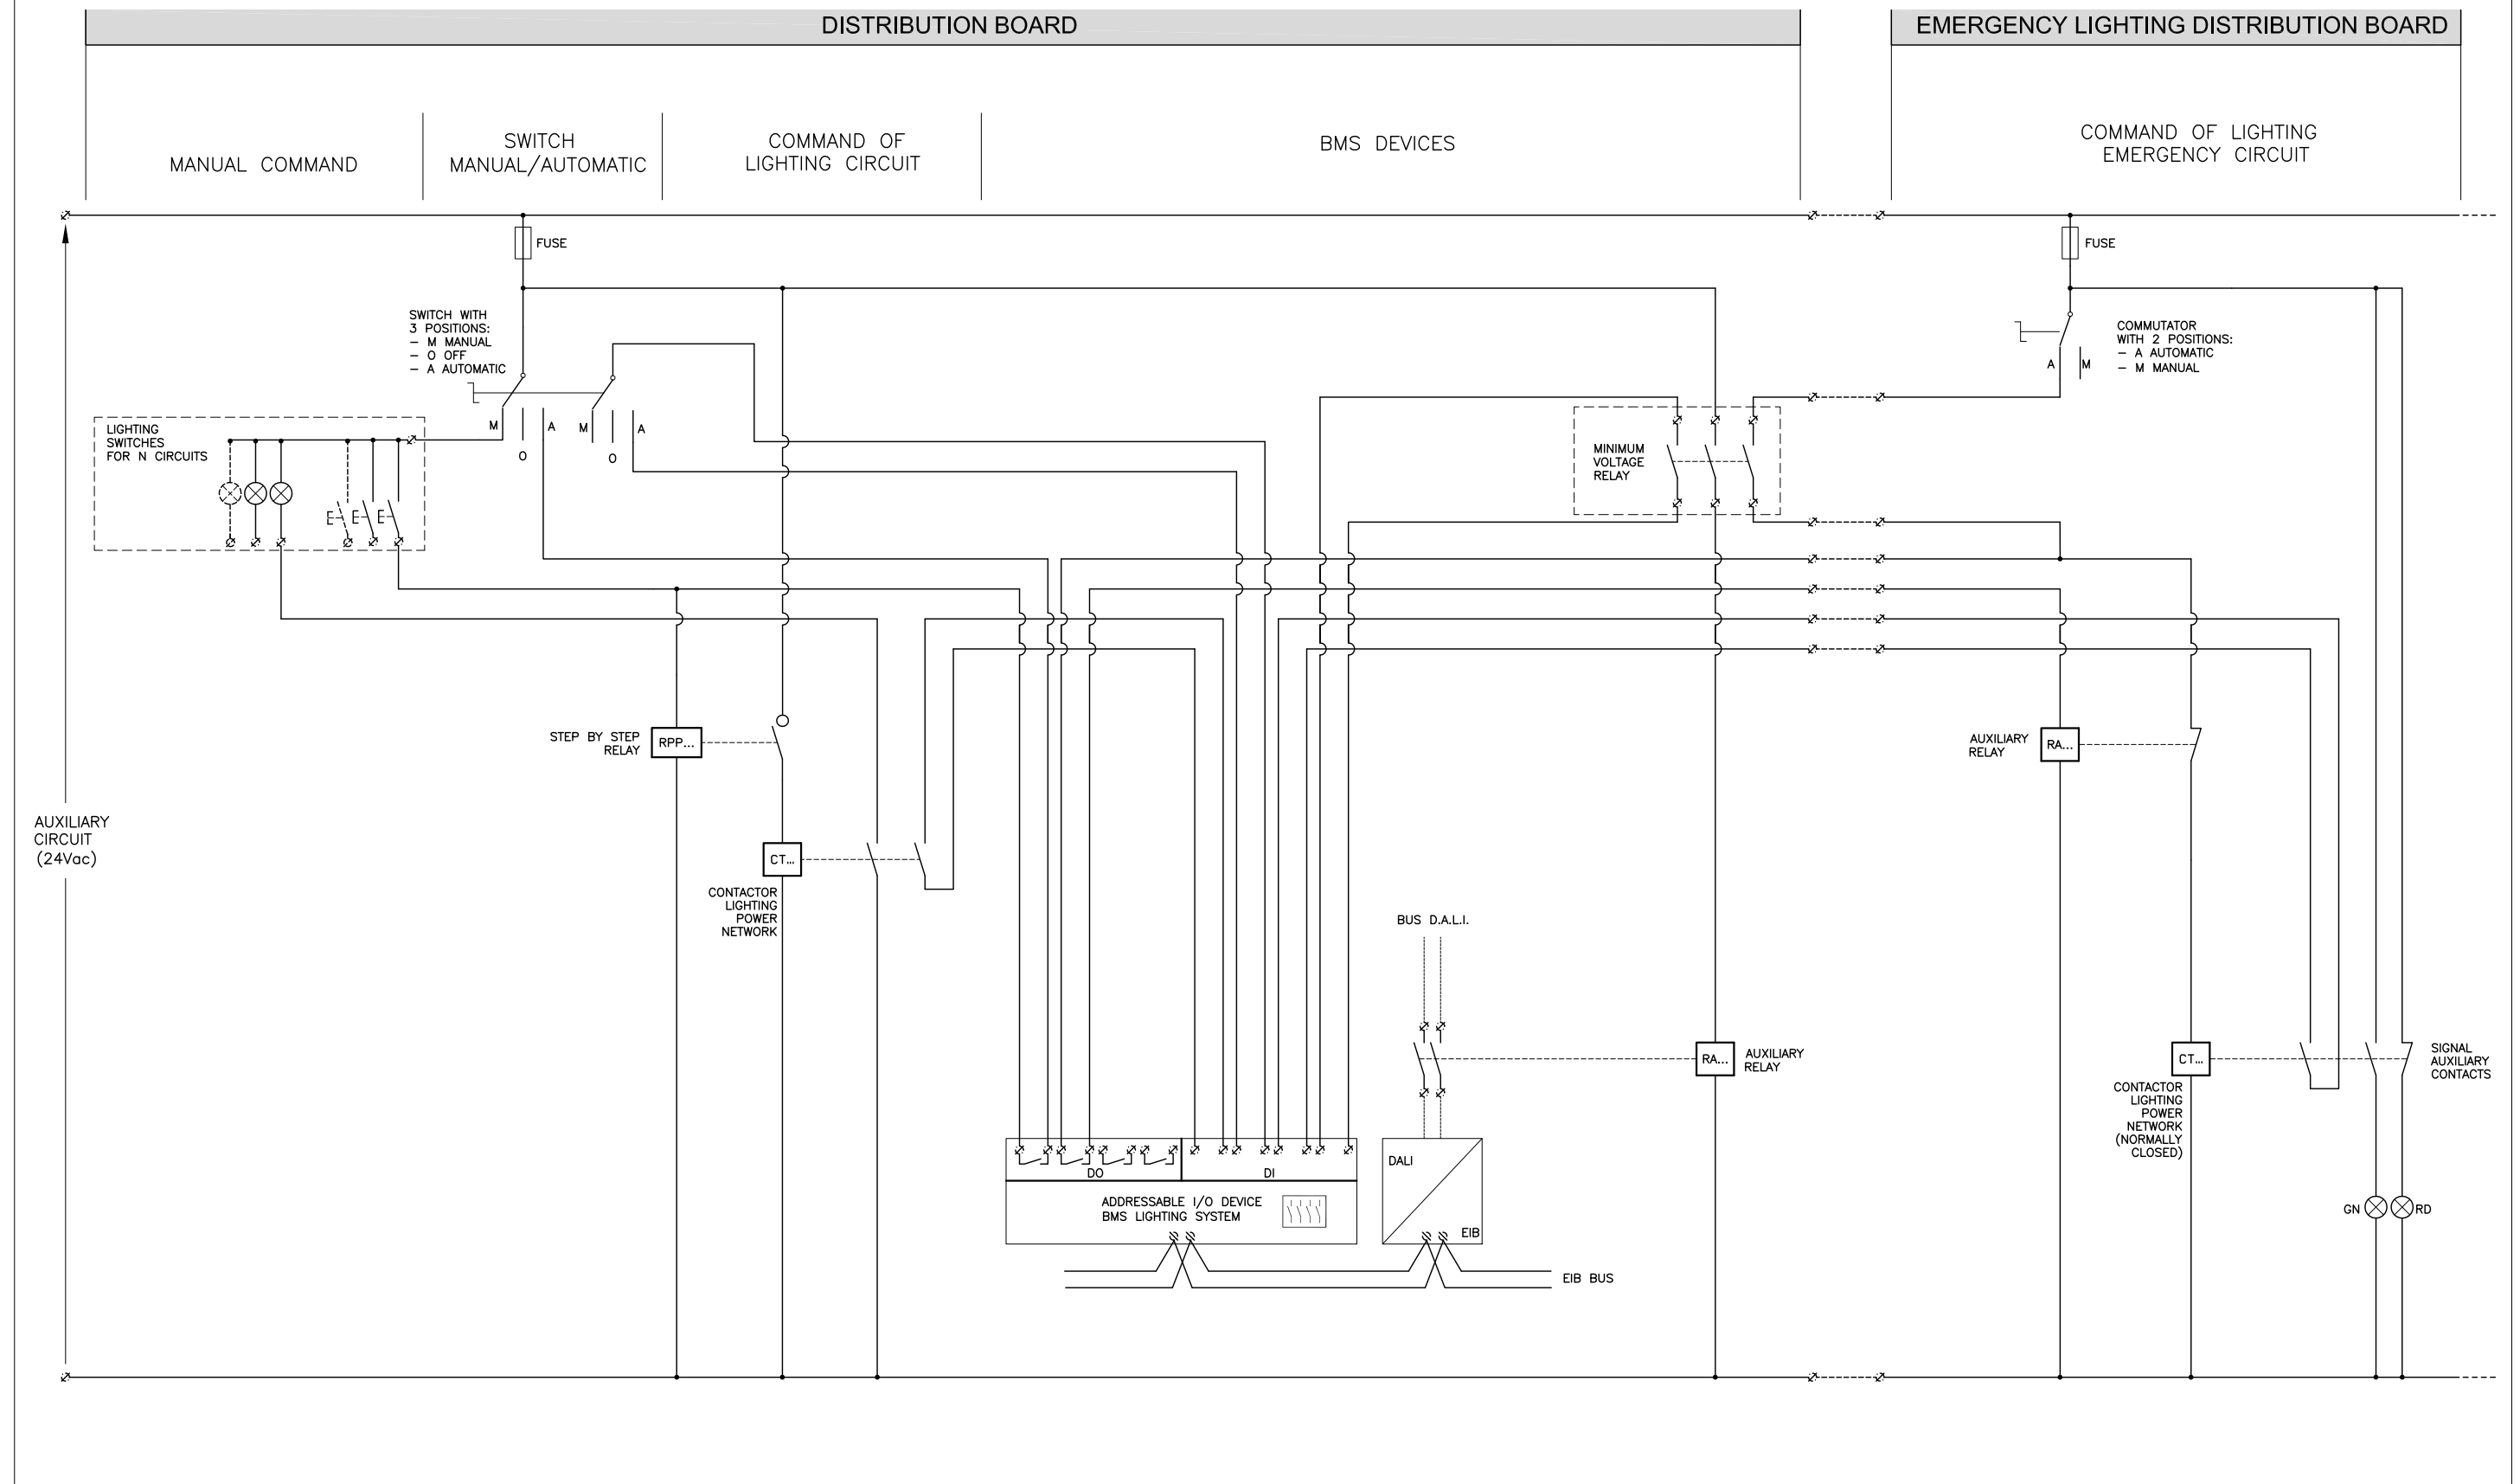 DISTRIBUTION BOARD
EMERGENCY LIGHTING DISTRIBUTION BOARD
MANUAL COMMAND
SWITCH
MANUAL/AUTOMATIC
COMMAND OF
LIGHTING CIRCUIT
BMS DEVICES
COMMAND OF LIGHTING
EMERGENCY CIRCUIT
FUSE
FUSE
SWITCH WITH
3 POSITIONS:
– M MANUAL
– O OFF
– A AUTOMATIC
COMMUTATOR
WITH 2 POSITIONS:
– A AUTOMATIC
– M MANUAL
A
M
M
A
O
M
A
O
LIGHTING
SWITCHES
FOR N CIRCUITS
MINIMUM
VOLTAGE
RELAY
STEP BY STEP
RELAY
RPP...
AUXILIARY
RELAY
RA...
AUXILIARY
CIRCUIT
(24Vac)
CT...
CONTACTOR
LIGHTING
POWER
NETWORK
BUS D.A.L.I.
RA...
AUXILIARY
RELAY
CT...
CONTACTOR
LIGHTING
POWER
NETWORK
(NORMALLY
CLOSED)
SIGNAL
AUXILIARY
CONTACTS
DO
DI
ADDRESSABLE I/O DEVICE
BMS LIGHTING SYSTEM
DALI
EIB
GN
RD
EIB BUS